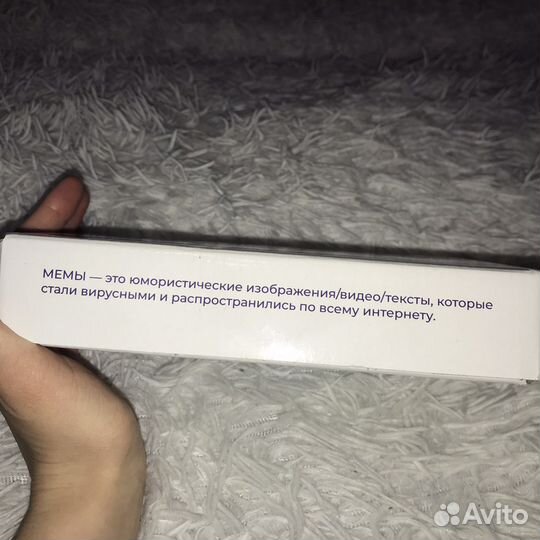 МЕМЫ — это юмористические изображения/видео/тексты, которые
стали вирусными и распространились по всему интернету.
Avito